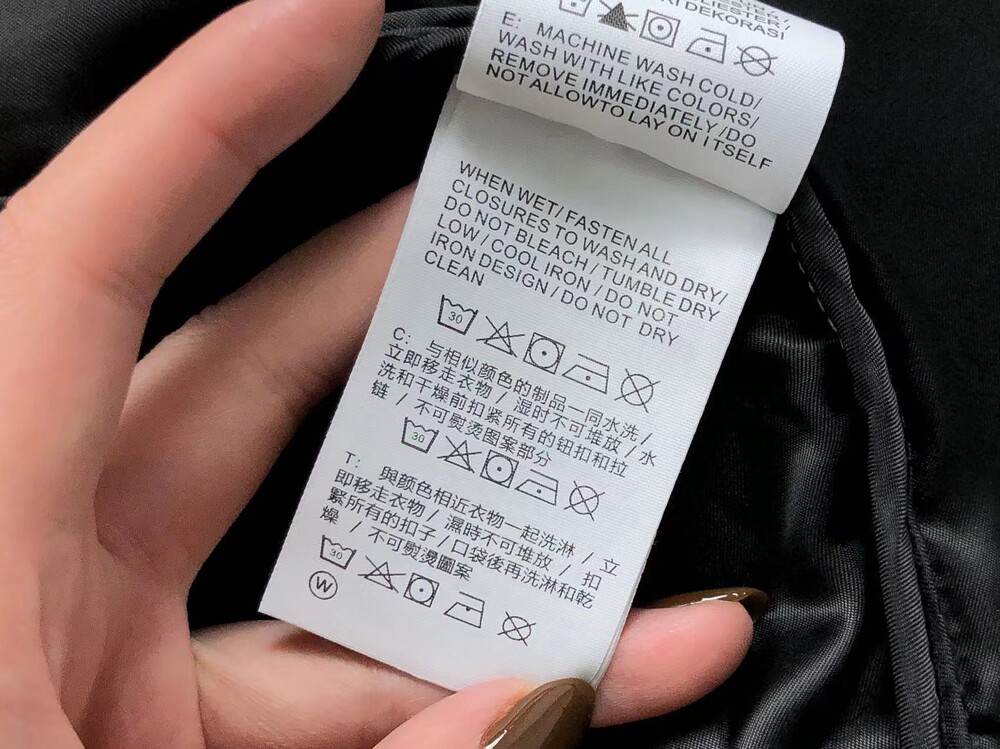 KI DEKORASI
E: MACHINE WASH COLD/
WASH WITH LIKE COLORS/
REMOVE IMMEDIATELY/DO
NOT ALLOWTO LAY ON ITSELF
WHEN WET/ FASTEN ALL
CLOSURES TO WASH AND DRY/
DO NOT BLEACH / TUMBLE DRY
LOW/ COOL IRON / DO NOT
IRON DESIGN / DO NOT DRY
CLEAN
30
C: 与相似颜色的制品一同水洗 /
立即移走衣物 / 湿时不可堆放 / 水
洗和干燥前扣紧所有的钮扣和拉
链 / 不可熨烫图案部分
30
T: 與颜色相近衣物一起洗淋 / 立
即移走衣物 / 濕時不可堆放 / 扣
緊所有的扣子 / 口袋後再洗淋和乾
燥 / 不可熨燙圖案
30
W